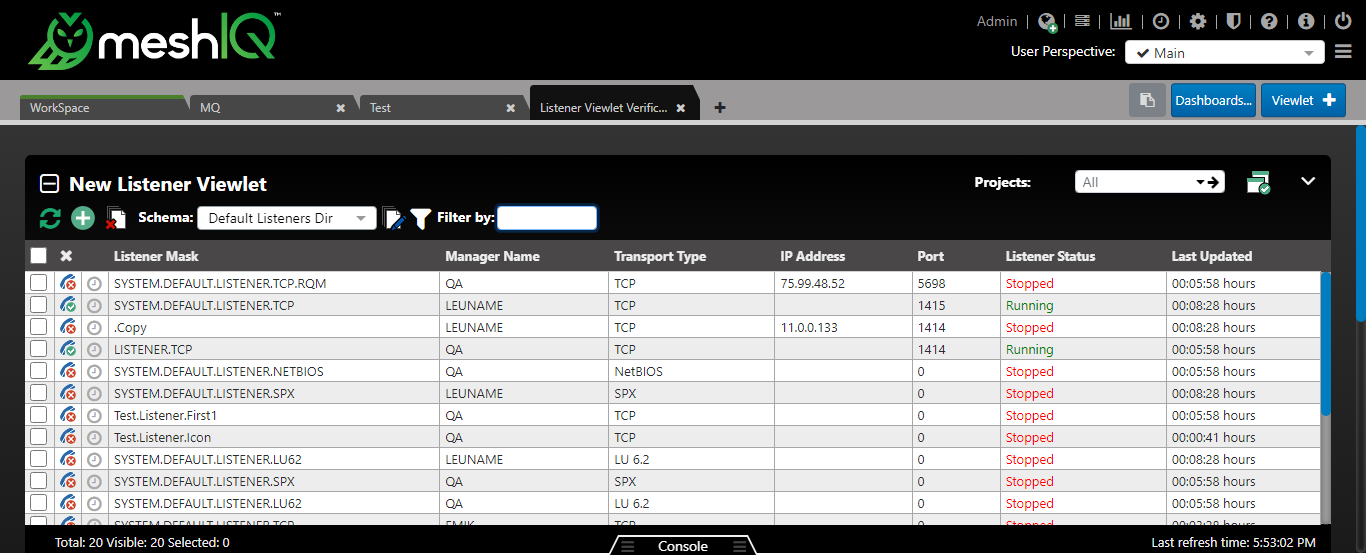 meshIQ™
Admin
User Perspective: Main
WorkSpace MQ Test Listener Viewlet Verific... Dashboards... Viewlet
New Listener Viewlet Projects: All
Schema: Default Listeners Dir Filter by:
Listener Mask Manager Name Transport Type IP Address Port Listener Status Last Updated
SYSTEM.DEFAULT.LISTENER.TCP.RQM QA TCP 75.99.48.52 5698 Stopped 00:05:58 hours
SYSTEM.DEFAULT.LISTENER.TCP LEUNAME TCP 1415 Running 00:08:28 hours
.Copy LEUNAME TCP 11.0.0.133 1414 Stopped 00:08:28 hours
LISTENER.TCP QA TCP 1414 Running 00:05:58 hours
SYSTEM.DEFAULT.LISTENER.NETBIOS QA NetBIOS 0 Stopped 00:05:58 hours
SYSTEM.DEFAULT.LISTENER.SPX LEUNAME SPX 0 Stopped 00:08:28 hours
Test.Listener.First1 QA TCP 0 Stopped 00:05:58 hours
Test.Listener.Icon QA TCP 0 Stopped 00:00:41 hours
SYSTEM.DEFAULT.LISTENER.LU62 LEUNAME LU 6.2 0 Stopped 00:08:28 hours
SYSTEM.DEFAULT.LISTENER.SPX QA SPX 0 Stopped 00:05:58 hours
SYSTEM.DEFAULT.LISTENER.LU62 QA LU 6.2 0 Stopped 00:05:58 hours
SYSTEM.DEFAULT.LISTENER.TCP TCP 0 Stopped
Total: 20 Visible: 20 Selected: 0 Console Last refresh time: 5:53:02 PM